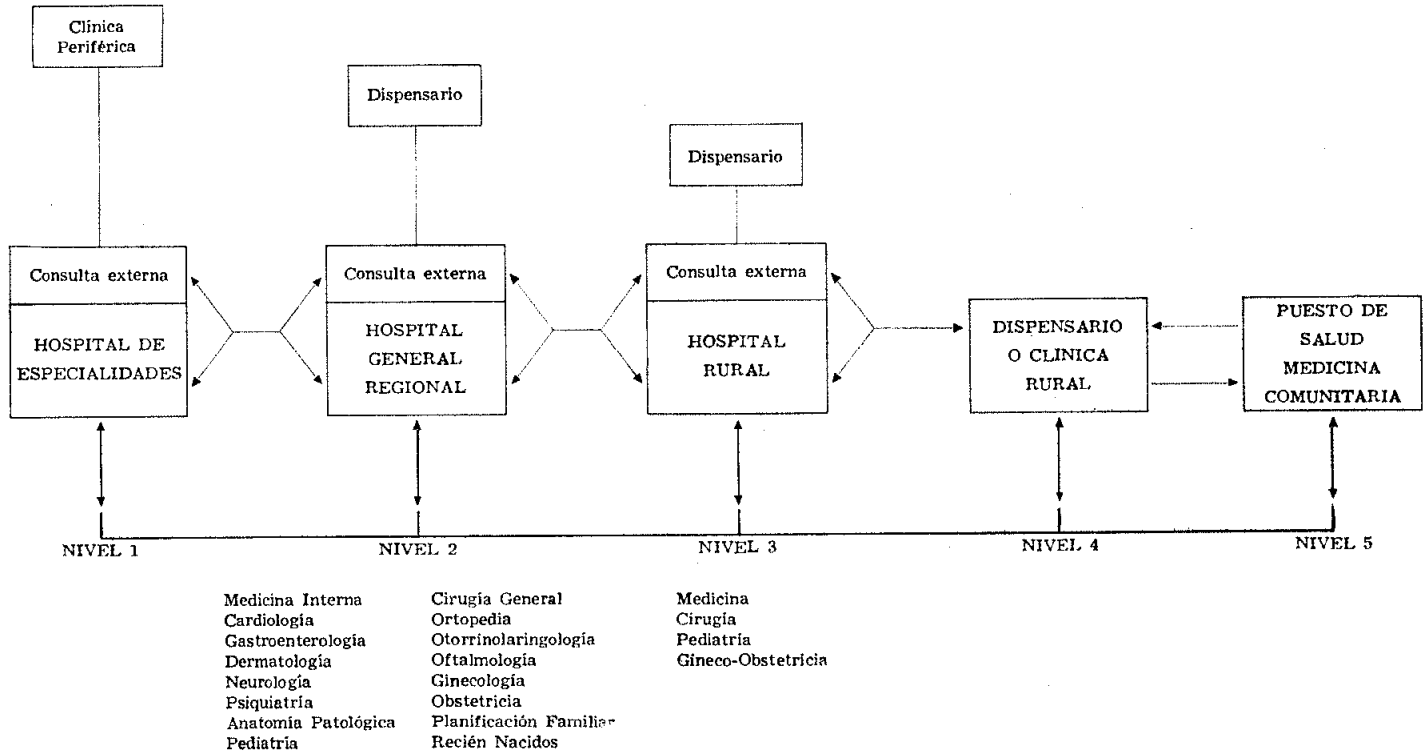 Clínica
Periférica
Dispensario
Dispensario
Consulta externa
HOSPITAL DE
ESPECIALIDADES
Consulta externa
HOSPITAL
GENERAL
REGIONAL
Consulta externa
HOSPITAL
RURAL
DISPENSARIO
O CLINICA
RURAL
PUESTO DE
SALUD
MEDICINA
COMUNITARIA
NIVEL 1
NIVEL 2
NIVEL 3
NIVEL 4
NIVEL 5
Medicina Interna
Cardiología
Gastroenterología
Dermatología
Neurología
Psiquiatría
Anatomía Patológica
Pediatría
Cirugía General
Ortopedia
Otorrinolaringología
Oftalmología
Ginecología
Obstetricia
Planificación Familiar
Recién Nacidos
Medicina
Cirugía
Pediatría
Gineco-Obstetricia